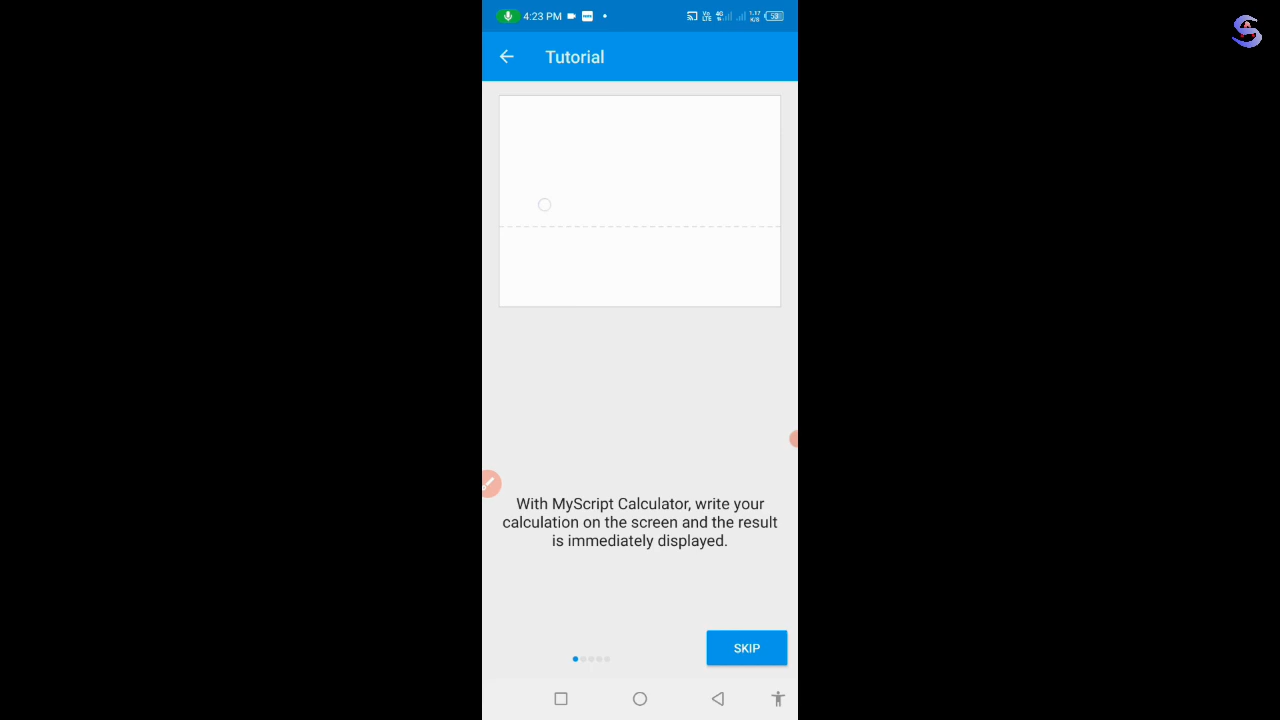 4:23 PM
Tutorial
With MyScript Calculator, write your
calculation on the screen and the result
is immediately displayed.
SKIP